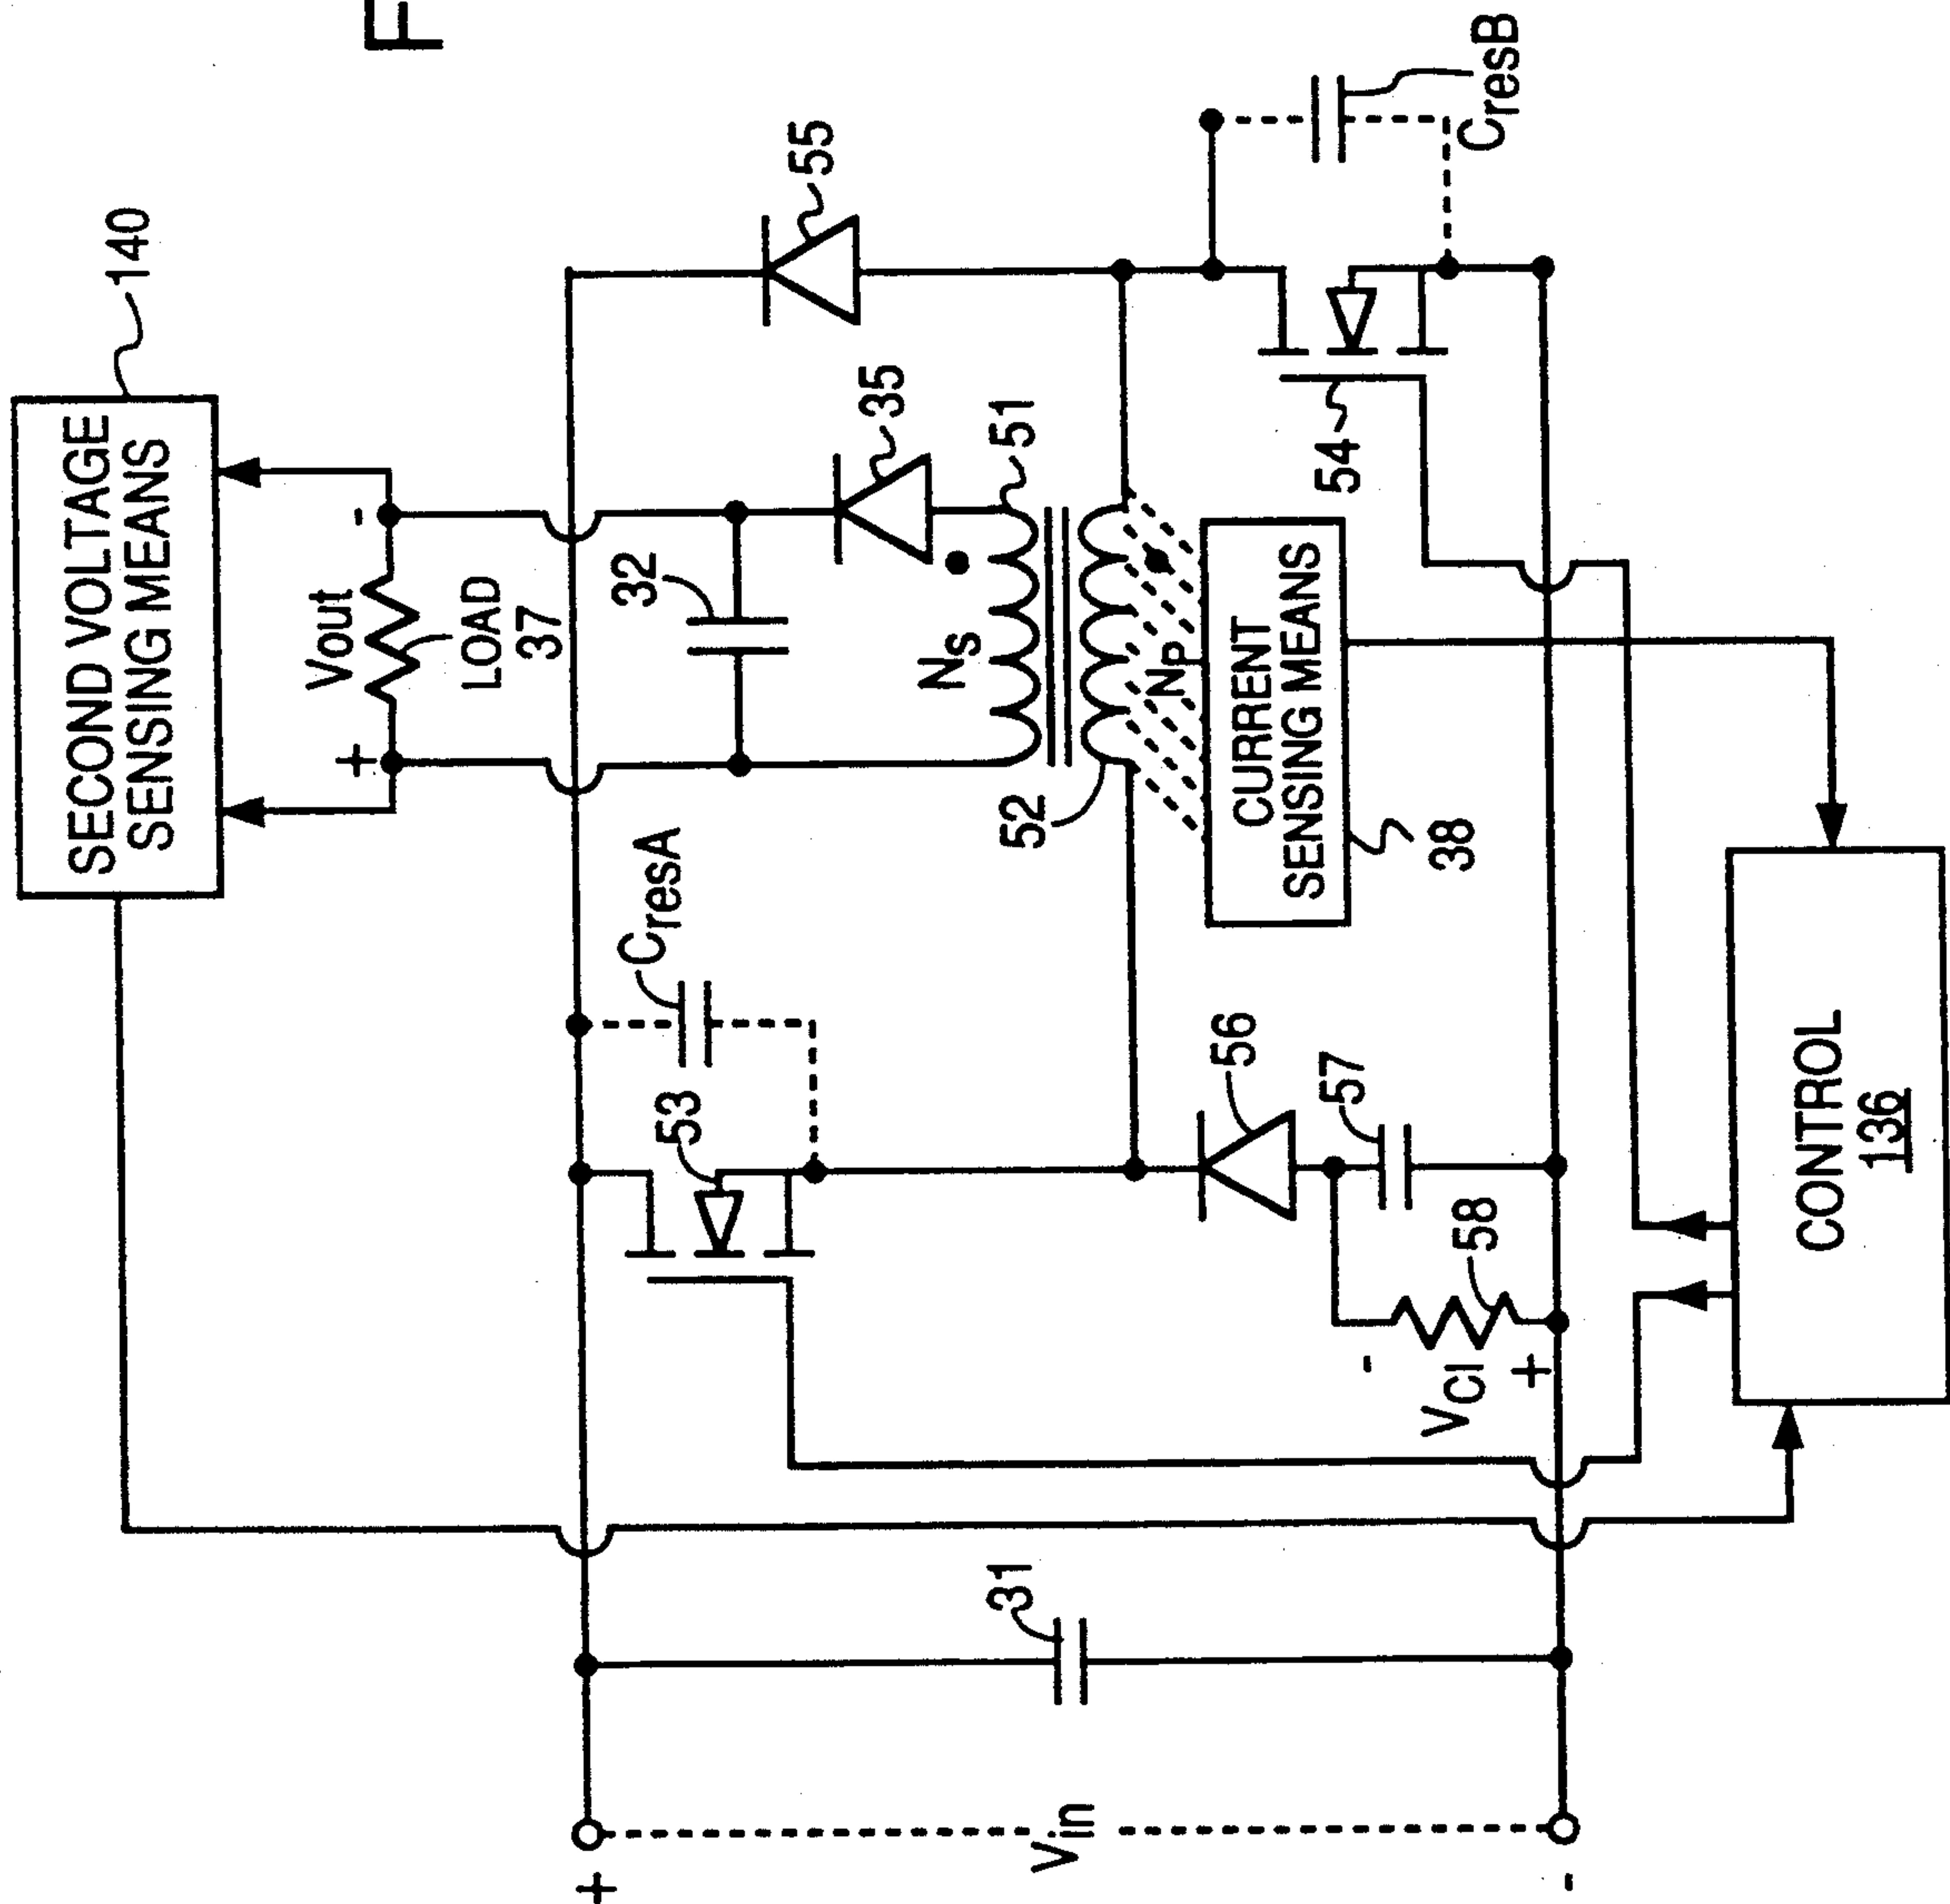 F
140
SECOND VOLTAGE
SENSING MEANS
Vout
+
-
LOAD
37
32
35
55
51
NS
NP
52
CURRENT
SENSING MEANS
38
54
CresB
CresA
53
56
57
58
VCl
-
+
31
+
Vin
-
CONTROL
136